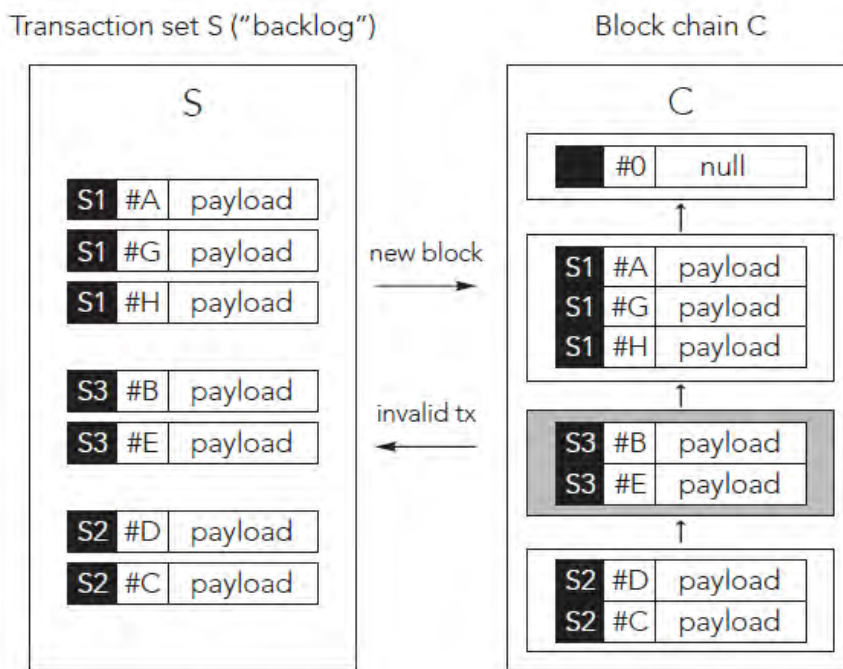 Transaction set S (“backlog”)
S
S1 #A payload
S1 #G payload
S1 #H payload
S3 #B payload
S3 #E payload
S2 #D payload
S2 #C payload
new block
invalid tx
Block chain C
C
#0 null
S1 #A payload
S1 #G payload
S1 #H payload
S3 #B payload
S3 #E payload
S2 #D payload
S2 #C payload